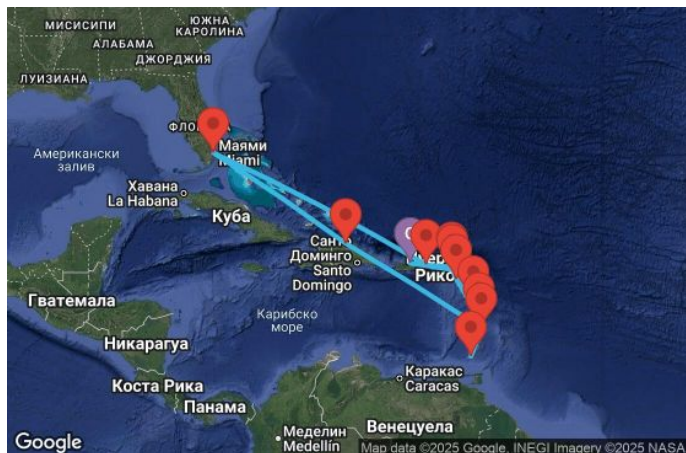 МИСИСИПИ
ЮЖНА
КАРОЛИНА
АЛАБАМА
ДЖОРДЖИЯ
ЛУИЗИАНА
Маями
Miami
Американски
залив
Хавана
La Habana
Куба
Санто
Доминго
Santo
Domingo
Рико
Гватемала
Карибско
море
Никарагуа
Коста Рика
Каракас
Caracas
Панама
Меделин
Medellín
Венецуела
Google
Map data ©2025 Google, INEGI Imagery ©2025 NASA